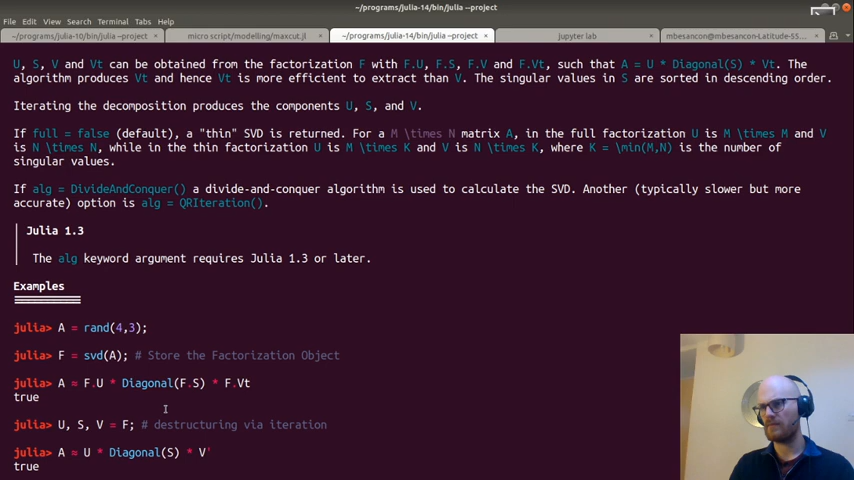 ~/programs/julia-14/bin/julia --project
File Edit View Search Terminal Tabs Help
~/programs/julia-10/bin/julia --project × micro script/modelling/maxcut.jl × ~/programs/julia-14/bin/julia --project × jupyter lab × mbesancon@mbesancon-Latitude-55... ×
U, S, V and Vt can be obtained from the factorization F with F.U, F.S, F.V and F.Vt, such that A = U * Diagonal(S) * Vt. The
algorithm produces Vt and hence Vt is more efficient to extract than V. The singular values in S are sorted in descending order.
Iterating the decomposition produces the components U, S, and V.
If full = false (default), a "thin" SVD is returned. For a M \times N matrix A, in the full factorization U is M \times M and V
is N \times N, while in the thin factorization U is M \times K and V is N \times K, where K = \min(M,N) is the number of
singular values.
If alg = DivideAndConquer() a divide-and-conquer algorithm is used to calculate the SVD. Another (typically slower but more
accurate) option is alg = QRIteration().
Julia 1.3
The alg keyword argument requires Julia 1.3 or later.
Examples
julia> A = rand(4,3);
julia> F = svd(A); # Store the Factorization Object
julia> A ≈ F.U * Diagonal(F.S) * F.Vt
true
julia> U, S, V = F; # destructuring via iteration
julia> A ≈ U * Diagonal(S) * V'
true